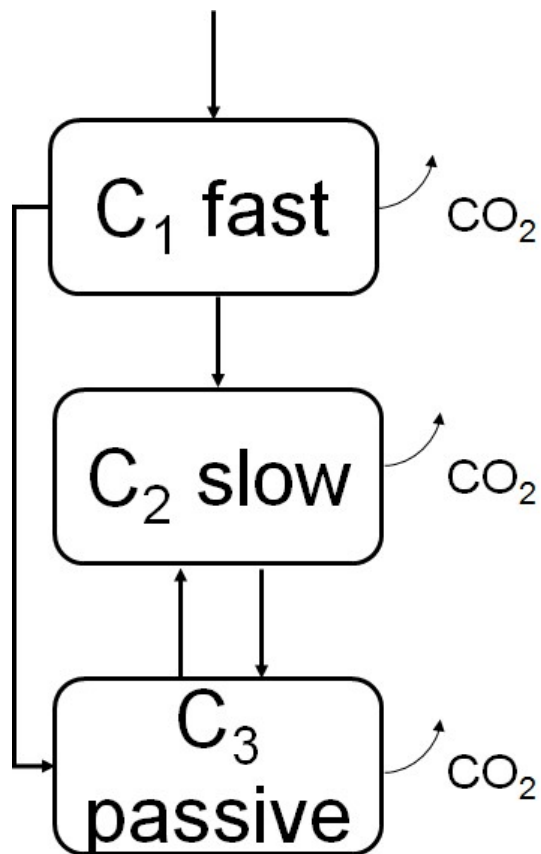 C₁ fast
CO₂
C₂ slow
CO₂
C₃
passive
CO₂